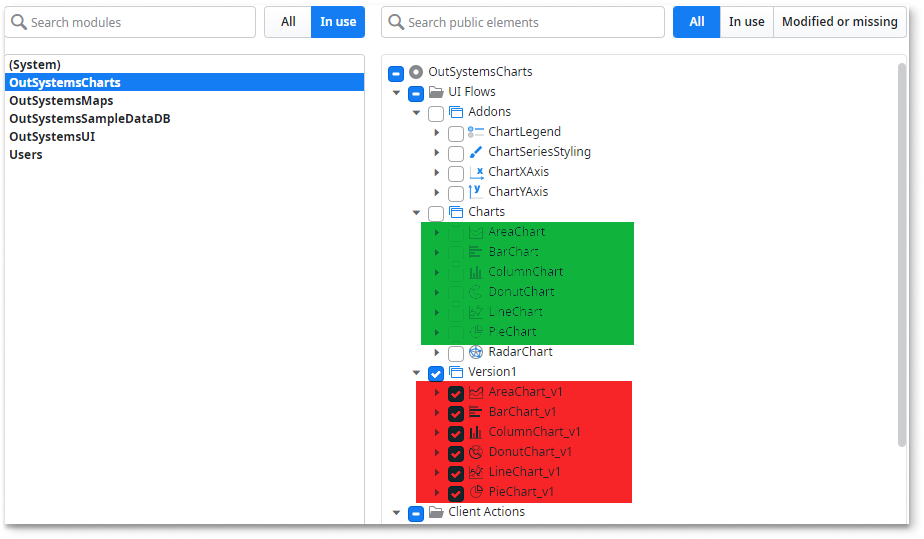 Search modules
All
In use
Search public elements
All
In use
Modified or missing
(System)
OutSystemsCharts
OutSystemsMaps
OutSystemsSampleDataDB
OutSystemsUI
Users
OutSystemsCharts
UI Flows
Addons
ChartLegend
ChartSeriesStyling
x
ChartXAxis
y
ChartYAxis
Charts
AreaChart
BarChart
ColumnChart
DonutChart
LineChart
PieChart
RadarChart
Version1
AreaChart_v1
BarChart_v1
ColumnChart_v1
DonutChart_v1
LineChart_v1
PieChart_v1
Client Actions